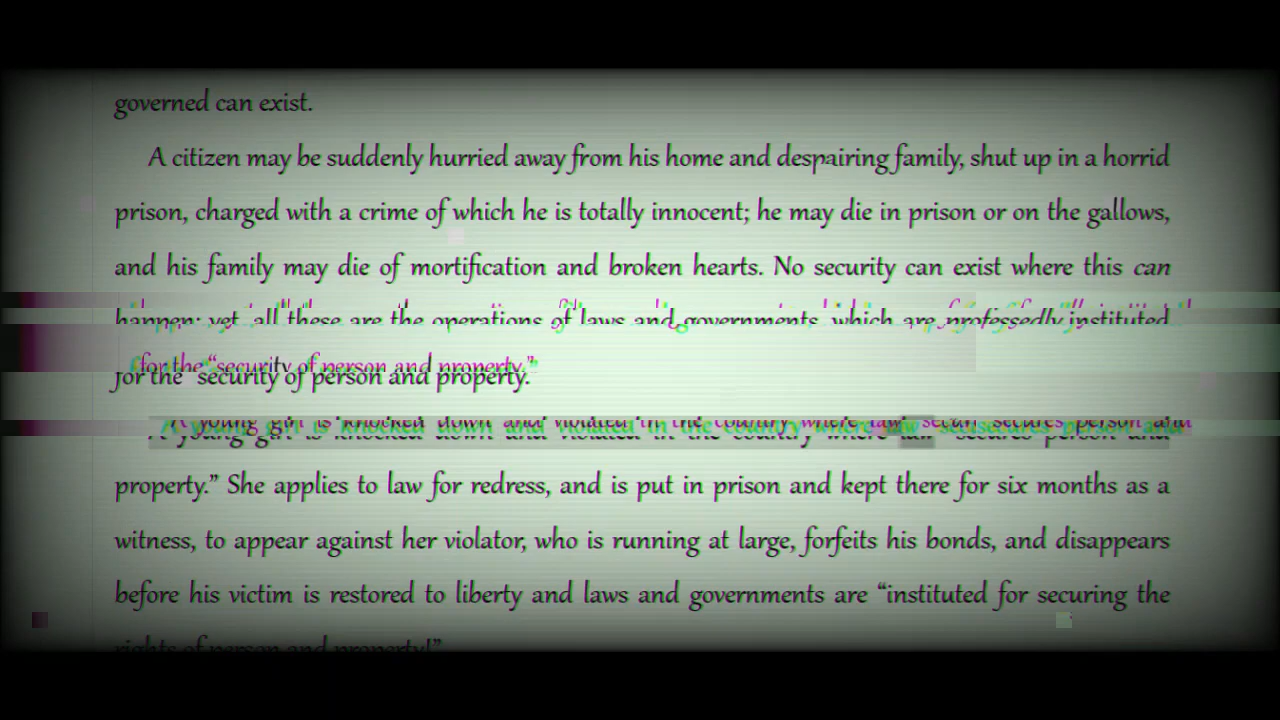 governed can exist.
A citizen may be suddenly hurried away from his home and despairing family, shut up in a horrid
prison, charged with a crime of which he is totally innocent; he may die in prison or on the gallows,
and his family may die of mortification and broken hearts. No security can exist where this can
happen; yet, all these are the operations of laws and governments, which are professedly instituted
for the “security of person and property.”
A young girl is knocked down and violated in the country where law “secures person and
property.” She applies to law for redress, and is put in prison and kept there for six months as a
witness, to appear against her violator, who is running at large, forfeits his bonds, and disappears
before his victim is restored to liberty and laws and governments are “instituted for securing the
rights of person and property!”